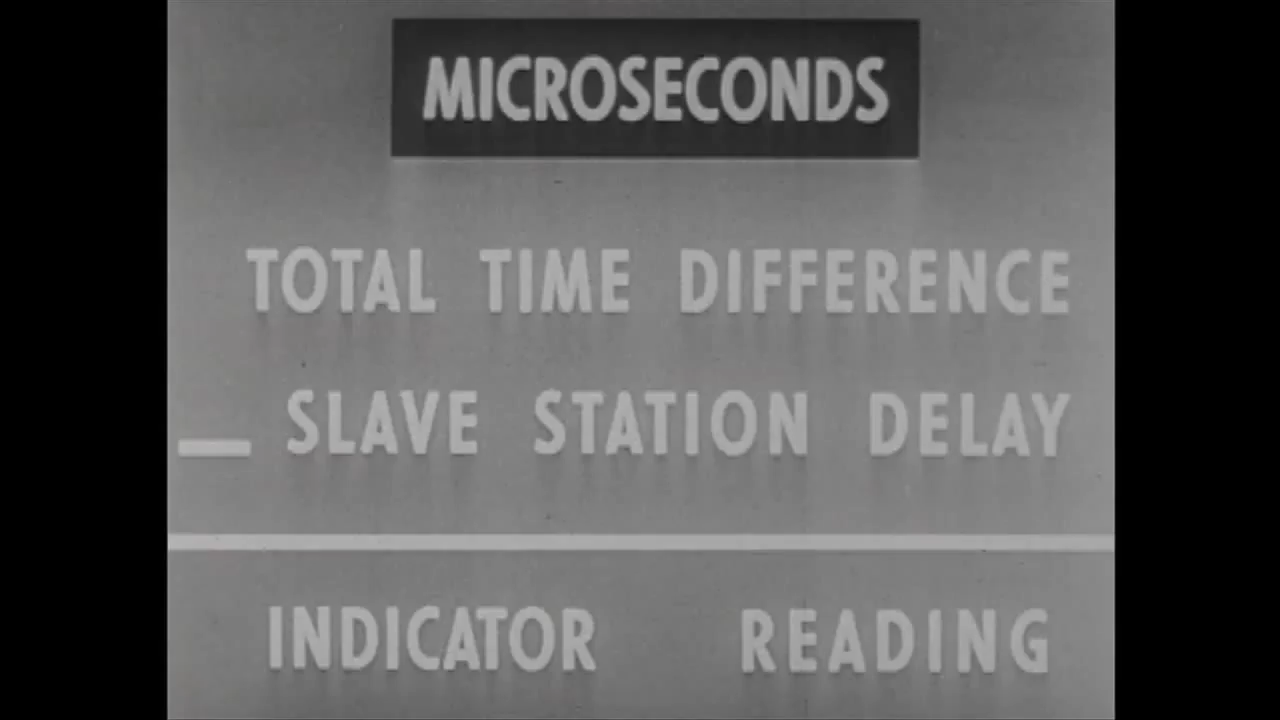 MICROSECONDS
TOTAL TIME DIFFERENCE
— SLAVE STATION DELAY
INDICATOR READING